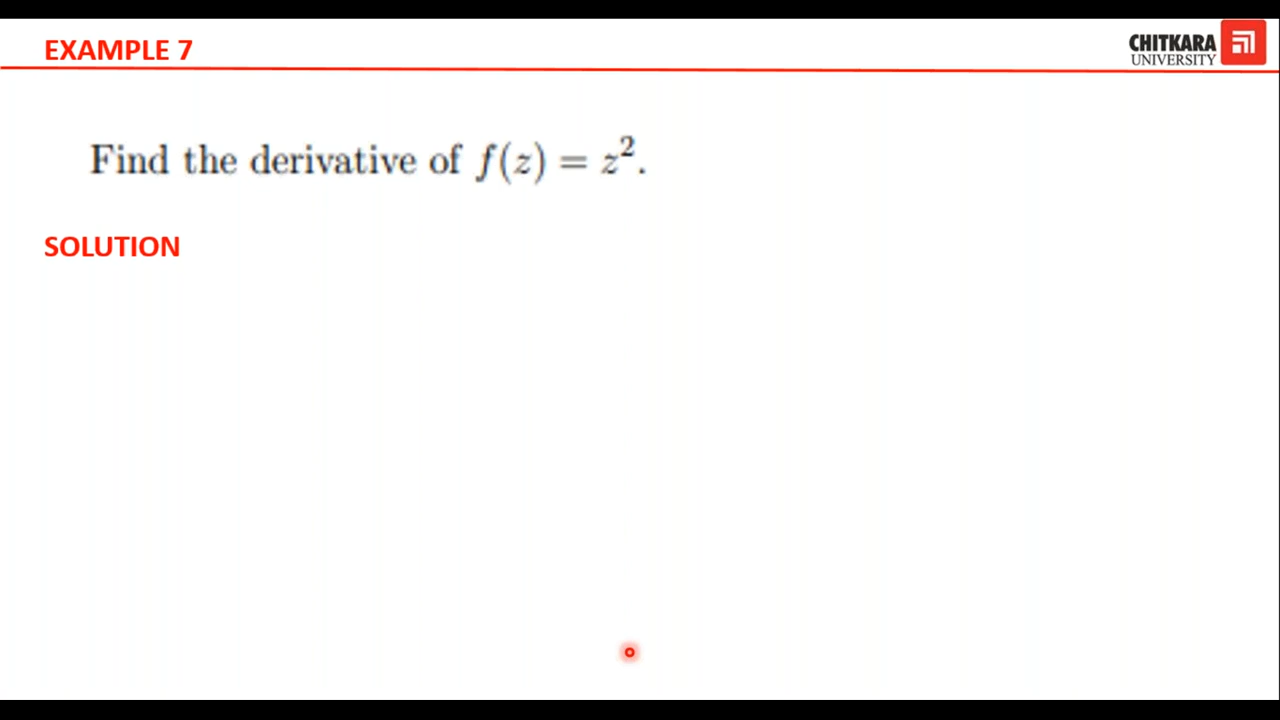 EXAMPLE 7
CHITKARA
UNIVERSITY
Find the derivative of f(z) = z².
SOLUTION